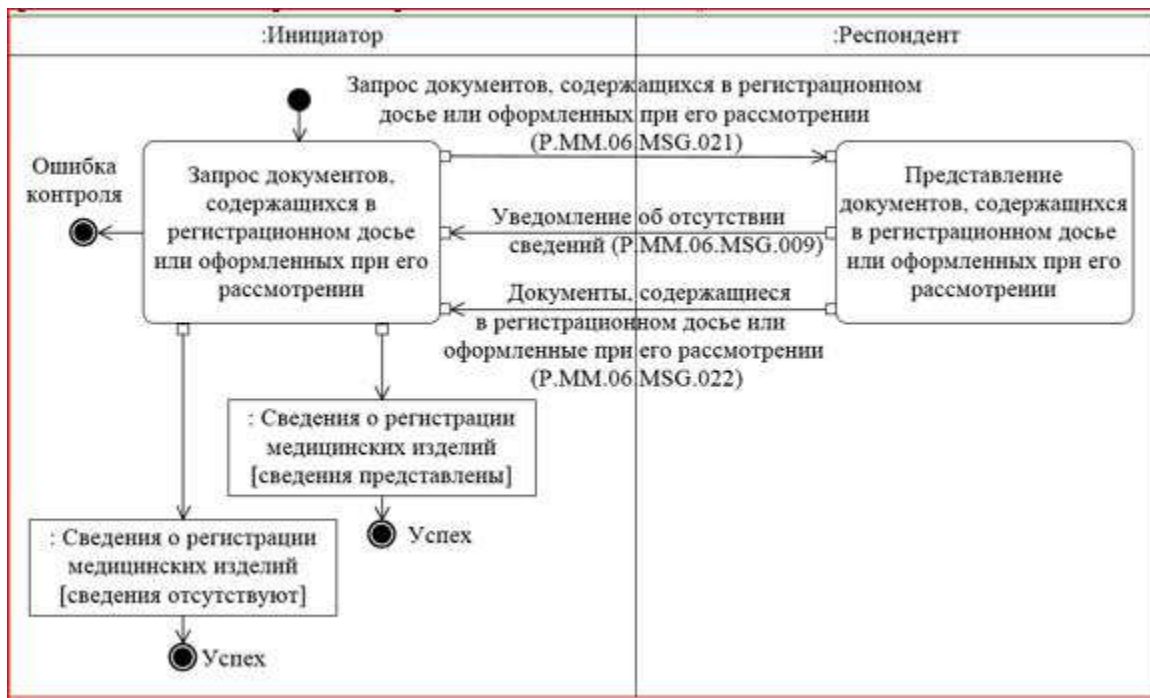 :Инициатор
:Респондент
Запрос документов, содержащихся в регистрационном
досье или оформленных при его рассмотрении
(P.MM.06.MSG.021)
Ошибка
контроля
Запрос документов,
содержащихся в
регистрационном досье
или оформленных при его
рассмотрении
Представление
документов, содержащихся
в регистрационном досье
или оформленных при его
рассмотрении
Уведомление об отсутствии
сведений (P.MM.06.MSG.009)
Документы, содержащиеся
в регистрационном досье или
оформленные при его рассмотрении
(P.MM.06.MSG.022)
: Сведения о регистрации
медицинских изделий
[сведения представлены]
Успех
: Сведения о регистрации
медицинских изделий
[сведения отсутствуют]
Успех